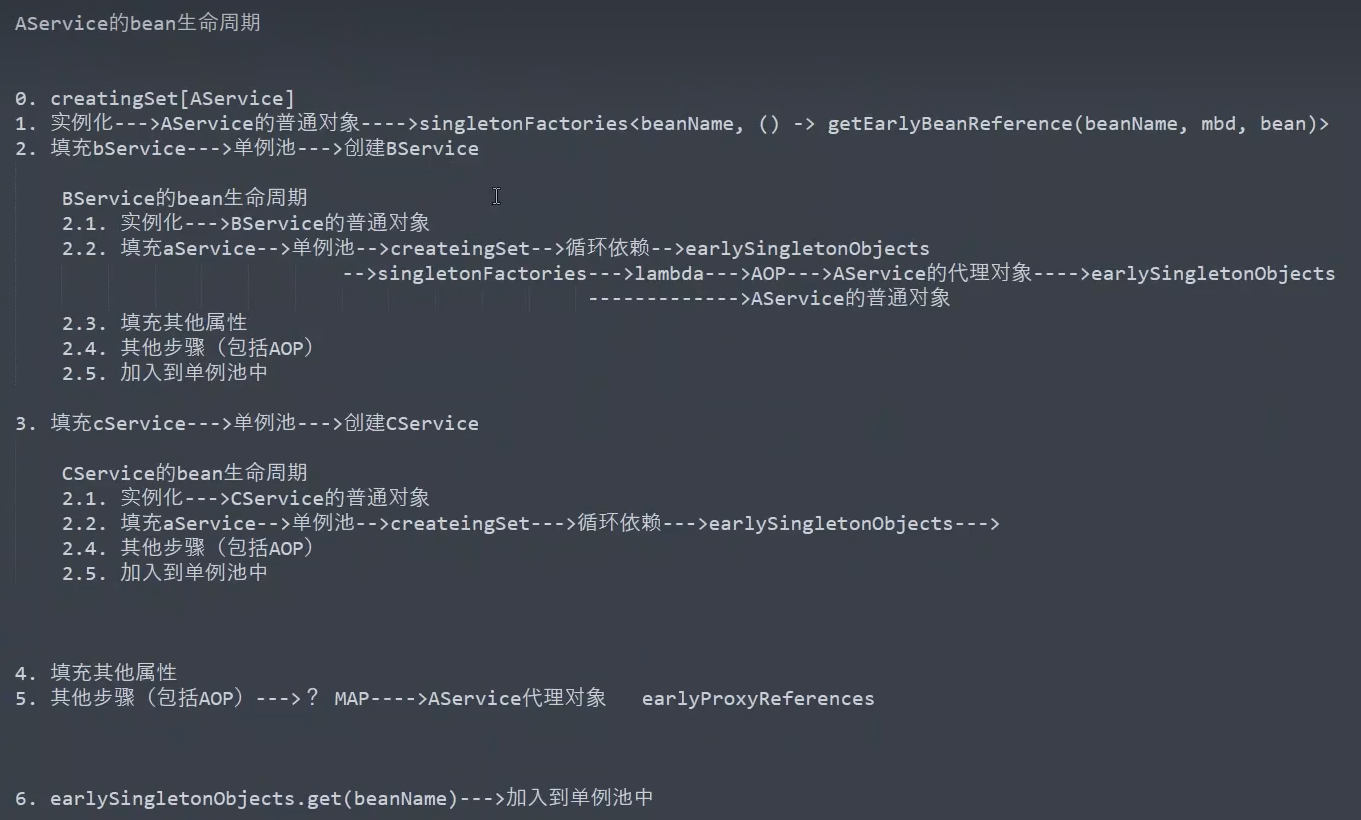 AService的bean生命周期
0. creatingSet[AService]
1. 实例化--->AService的普通对象---->singletonFactories<beanName, () -> getEarlyBeanReference(beanName, mbd, bean)>
2. 填充bService--->单例池--->创建BService
BService的bean生命周期
2.1. 实例化--->BService的普通对象
2.2. 填充aService-->单例池-->createingSet-->循环依赖-->earlySingletonObjects
-->singletonFactories--->lambda--->AOP--->AService的代理对象---->earlySingletonObjects
------------->AService的普通对象
2.3. 填充其他属性
2.4. 其他步骤（包括AOP）
2.5. 加入到单例池中
3. 填充cService--->单例池--->创建CService
CService的bean生命周期
2.1. 实例化--->CService的普通对象
2.2. 填充aService-->单例池-->createingSet--->循环依赖--->earlySingletonObjects--->
2.4. 其他步骤（包括AOP）
2.5. 加入到单例池中
4. 填充其他属性
5. 其他步骤（包括AOP）--->？ MAP---->AService代理对象   earlyProxyReferences
6. earlySingletonObjects.get(beanName)--->加入到单例池中